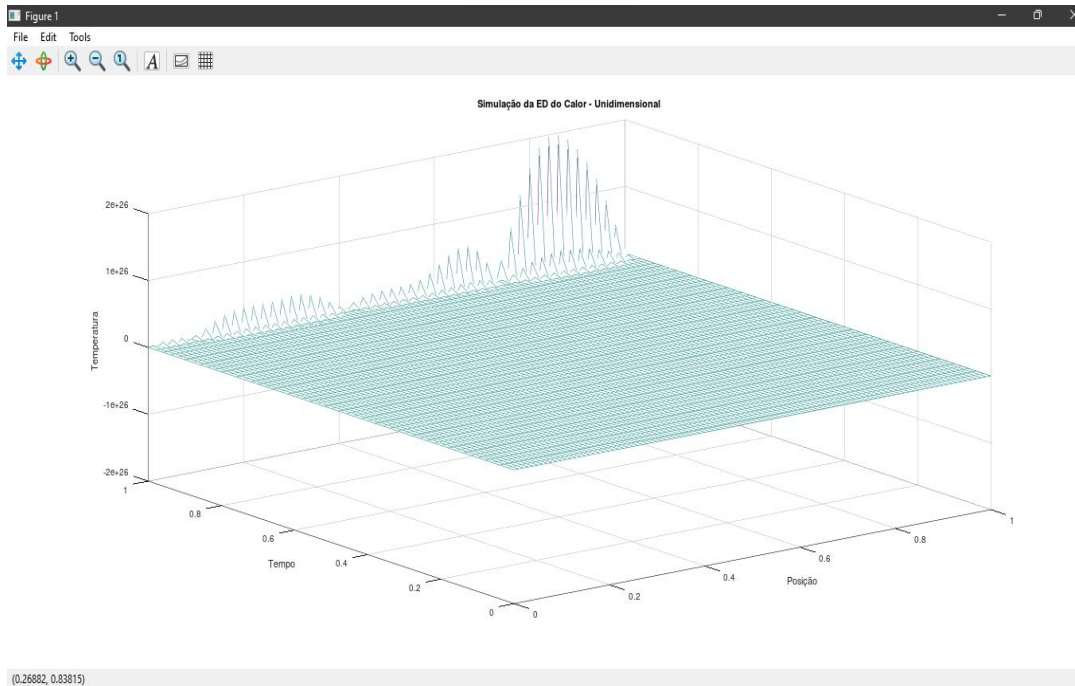 Figure 1
File Edit Tools
A
Simulação da ED do Calor - Unidimensional
2e+26
1e+26
0
-1e+26
-2e+26
Temperatura
1
0.8
0.6
0.4
0.2
0
Tempo
0
0.2
0.4
0.6
0.8
1
Posição
(0.26882, 0.83815)